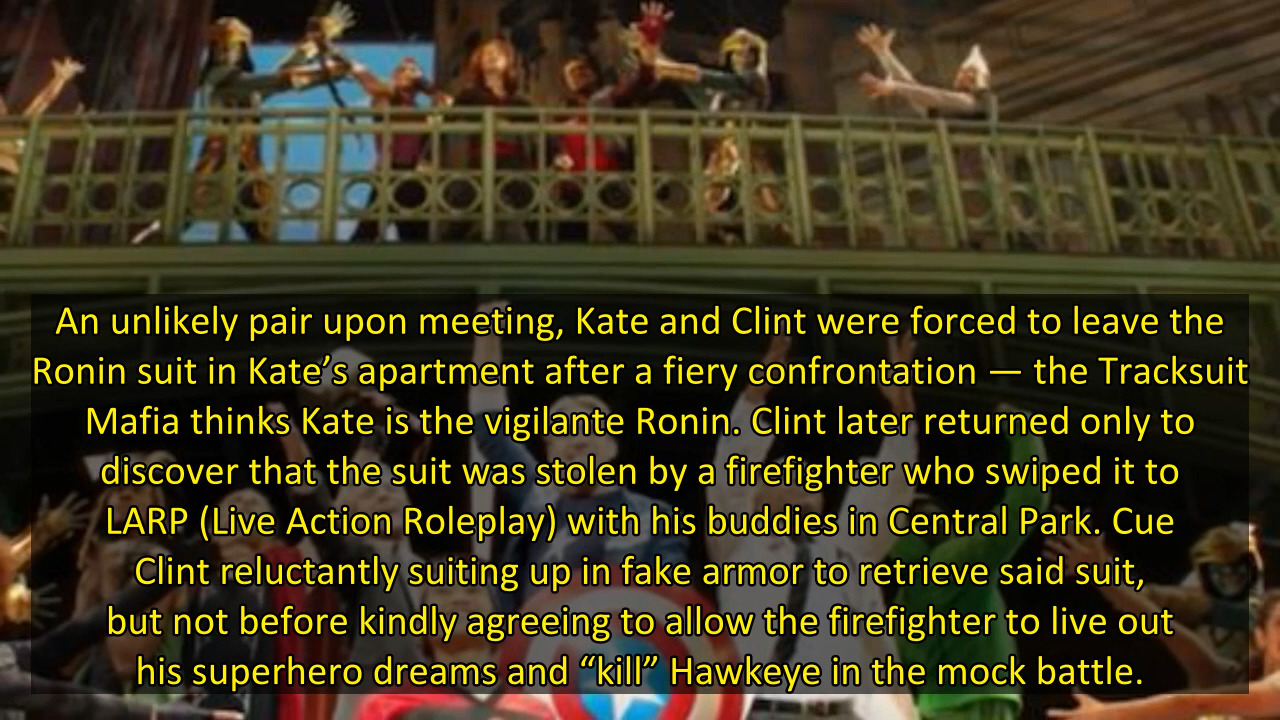 An unlikely pair upon meeting, Kate and Clint were forced to leave the
Ronin suit in Kate’s apartment after a fiery confrontation — the Tracksuit
Mafia thinks Kate is the vigilante Ronin. Clint later returned only to
discover that the suit was stolen by a firefighter who swiped it to
LARP (Live Action Roleplay) with his buddies in Central Park. Cue
Clint reluctantly suiting up in fake armor to retrieve said suit,
but not before kindly agreeing to allow the firefighter to live out
his superhero dreams and “kill” Hawkeye in the mock battle.